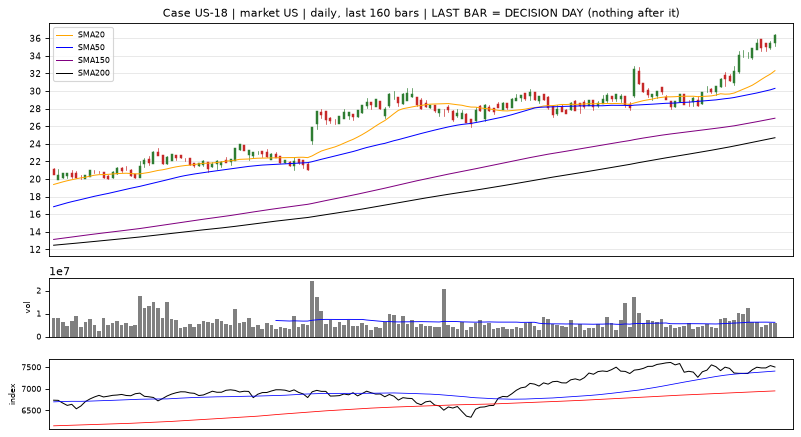 Case US-18 | market US | daily, last 160 bars | LAST BAR = DECISION DAY (nothing after it)
SMA20
SMA50
SMA150
SMA200
36
34
32
30
28
26
24
22
20
18
16
14
12
1e7
vol
2
1
0
index
7500
7000
6500